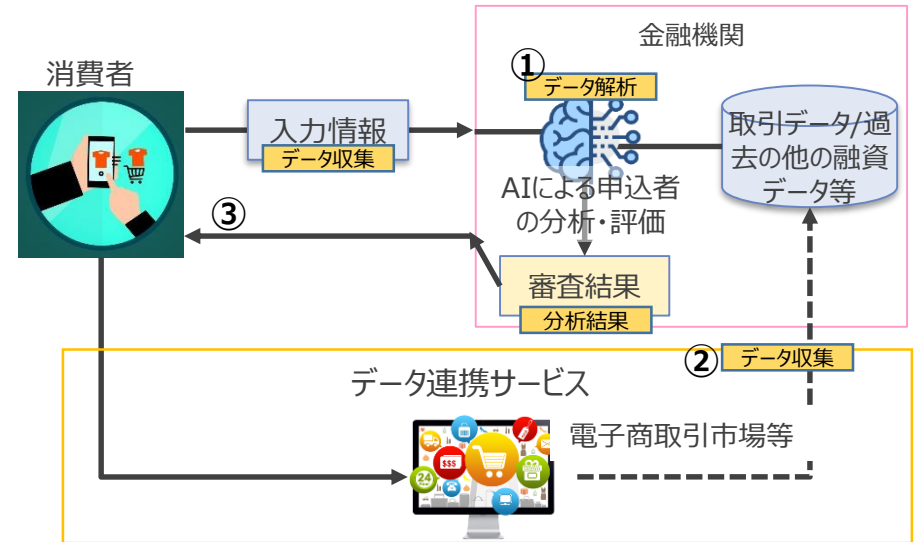 金融機関
消費者
①
データ解析
入力情報
データ収集
取引データ/過
去の他の融資
データ等
AIによる申込者
の分析・評価
③
審査結果
分析結果
②
データ収集
データ連携サービス
電子商取引市場等
$$$
24